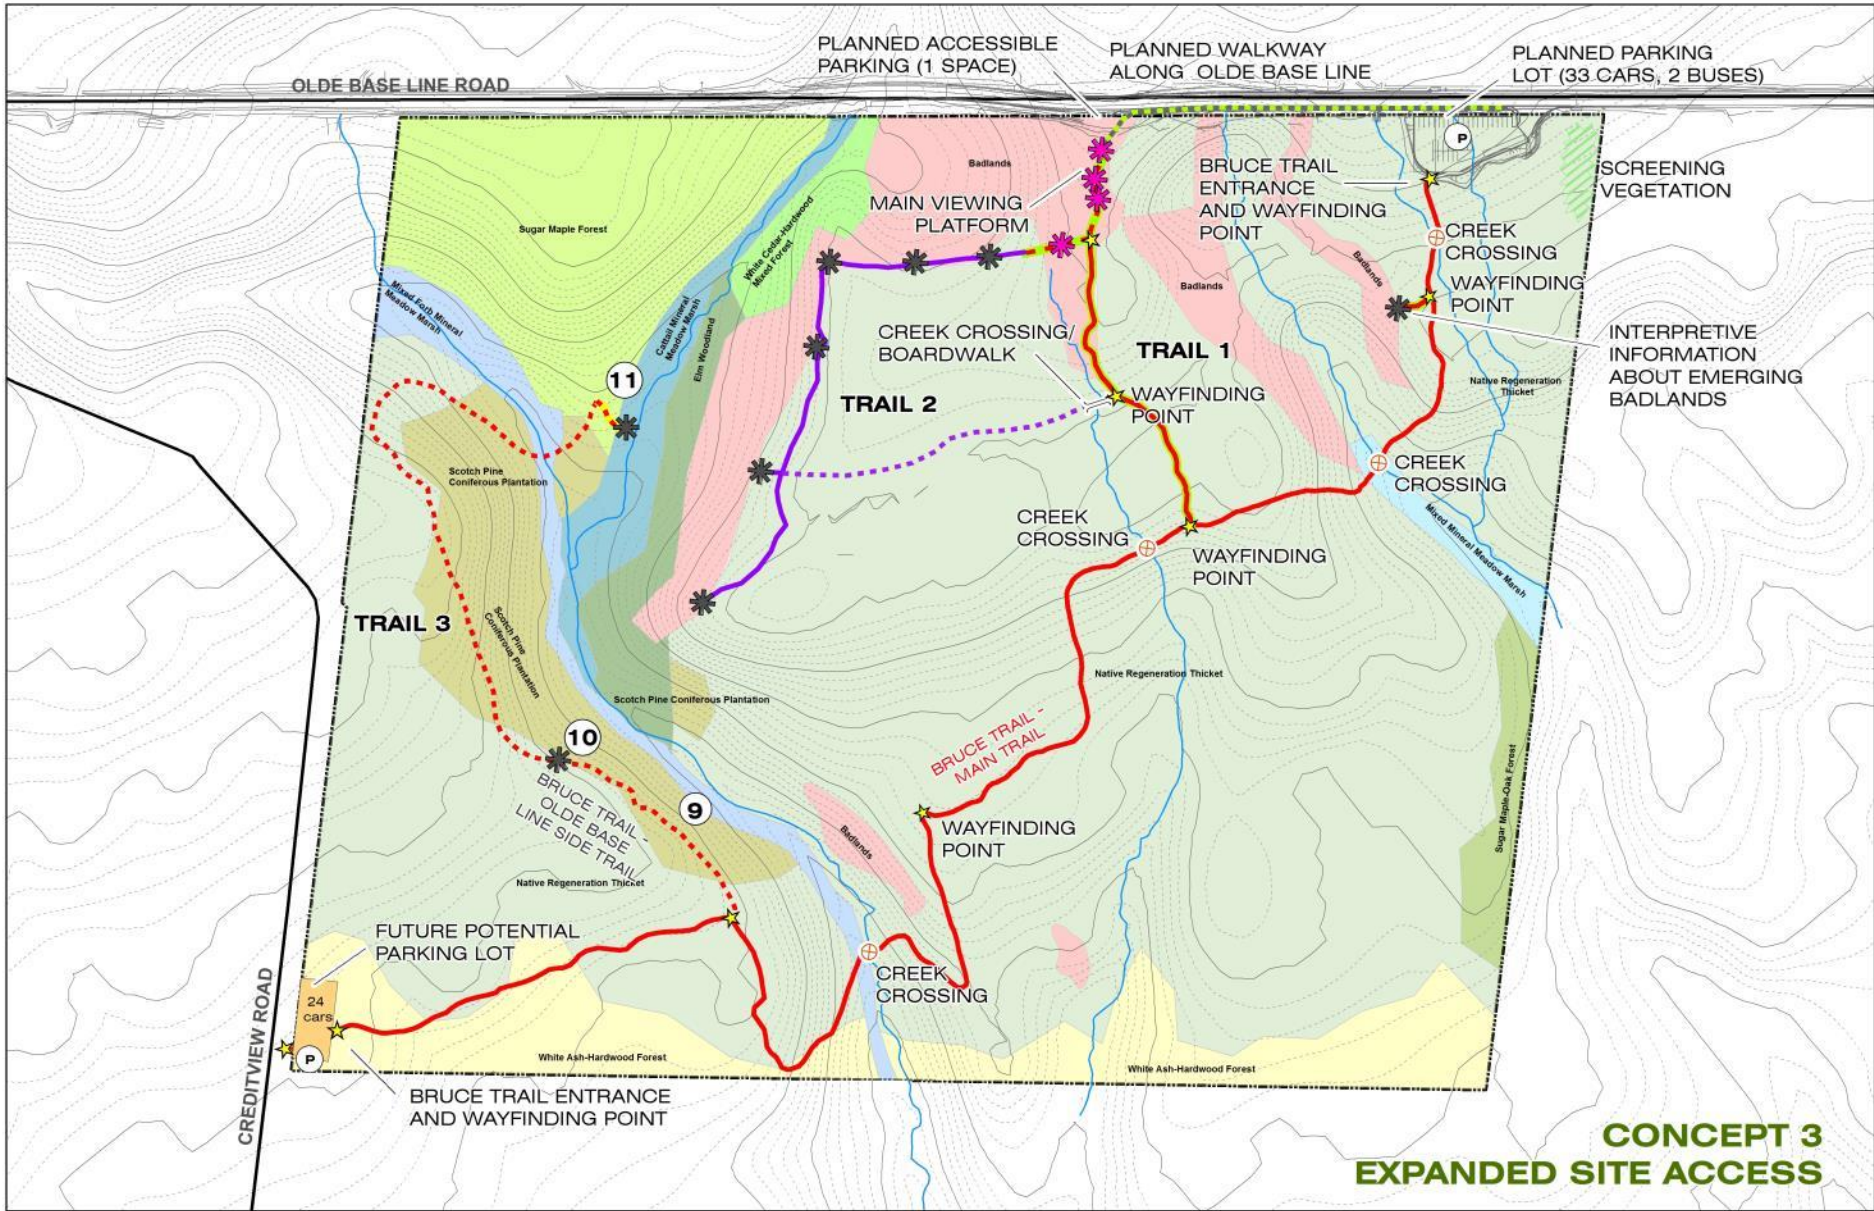 PLANNED ACCESSIBLE
PARKING (1 SPACE)
PLANNED WALKWAY
ALONG OLDE BASE LINE
PLANNED PARKING
LOT (33 CARS, 2 BUSES)
OLDE BASE LINE ROAD
P
Badlands
BRUCE TRAIL
ENTRANCE
AND WAYFINDING
POINT
SCREENING
VEGETATION
MAIN VIEWING
PLATFORM
Sugar Maple Forest
White Cedar-Hardwood
Mixed Forest
CREEK
CROSSING
Badlands
Badlands
WAYFINDING
POINT
Mixed Forb Mineral
Meadow Marsh
Cattail Mineral
Meadow Marsh
Elm Woodland
CREEK CROSSING/
BOARDWALK
TRAIL 1
INTERPRETIVE
INFORMATION
ABOUT EMERGING
BADLANDS
11
TRAIL 2
WAYFINDING
POINT
Native Regeneration
Thicket
Scotch Pine
Coniferous Plantation
CREEK
CROSSING
CREEK
CROSSING
WAYFINDING
POINT
Mixed Mineral Meadow Marsh
TRAIL 3
Scotch Pine
Coniferous Plantation
Scotch Pine Coniferous Plantation
Native Regeneration Thicket
10
BRUCE TRAIL -
MAIN TRAIL
BRUCE TRAIL -
OLDE BASE
LINE SIDE TRAIL
9
Badlands
WAYFINDING
POINT
Sugar Maple-Oak Forest
Native Regeneration Thicket
FUTURE POTENTIAL
PARKING LOT
CREEK
CROSSING
24
cars
P
CREDITVIEW ROAD
White Ash-Hardwood Forest
White Ash-Hardwood Forest
BRUCE TRAIL ENTRANCE
AND WAYFINDING POINT
CONCEPT 3
EXPANDED SITE ACCESS